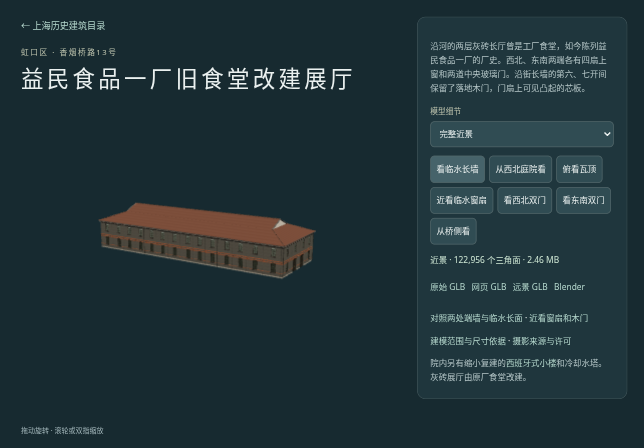 ← 上海历史建筑目录
虹口区 · 香烟桥路13号
益民食品一厂旧食堂改建展厅
沿河的两层灰砖长厅曾是工厂食堂，如今陈列益
民食品一厂的厂史。西北、东南两端各有四扇上
窗和两道中央玻璃门。沿街长墙的第六、七开间
保留了落地木门，门扇上可见凸起的芯板。
模型细节
完整近景
看临水长墙
从西北庭院看
俯看瓦顶
近看临水窗扇
看西北双门
看东南双门
从桥侧看
近景 · 122,956 个三角面 · 2.46 MB
原始 GLB 网页 GLB 远景 GLB Blender
对照两处端墙与临水长面 · 近看窗扇和木门
建模范围与尺寸依据 · 摄影来源与许可
院内另有缩小复建的西班牙式小楼和冷却水塔。
灰砖展厅由原厂食堂改建。
拖动旋转 · 滚轮或双指缩放